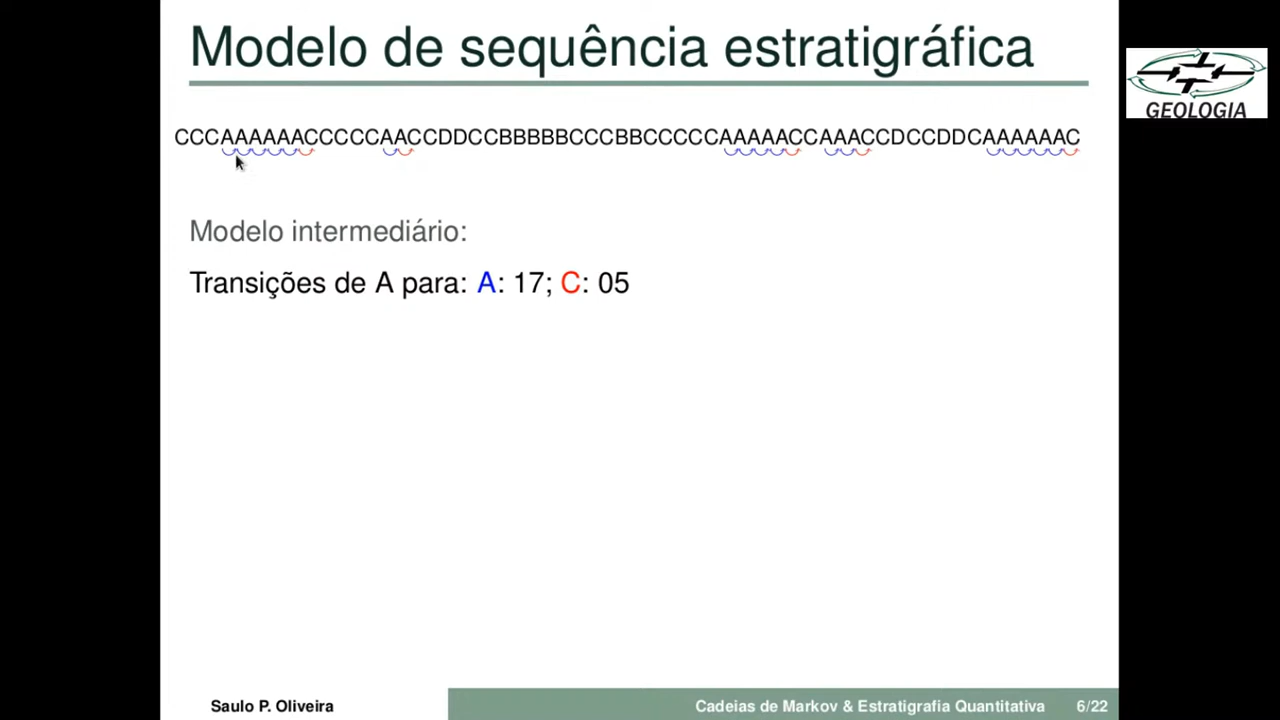 Modelo de sequência estratigráfica
GEOLOGIA
CCCAAAAAACCCCCAACCDDCCBBBBBCCCBBCCCCCAAAAACCAAACCDCCDDCAAAAAAC
Modelo intermediário:
Transições de A para: A: 17; C: 05
Saulo P. Oliveira
Cadeias de Markov & Estratigrafia Quantitativa 6/22